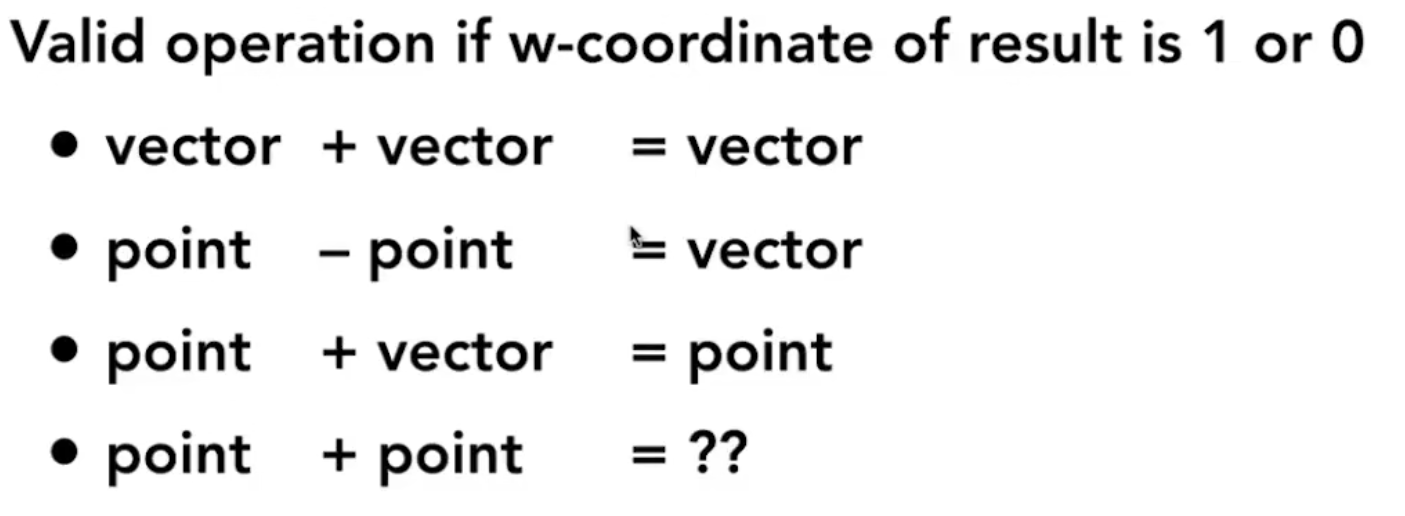 Valid operation if w-coordinate of result is 1 or 0
• vector + vector = vector
• point – point = vector
• point + vector = point
• point + point = ??